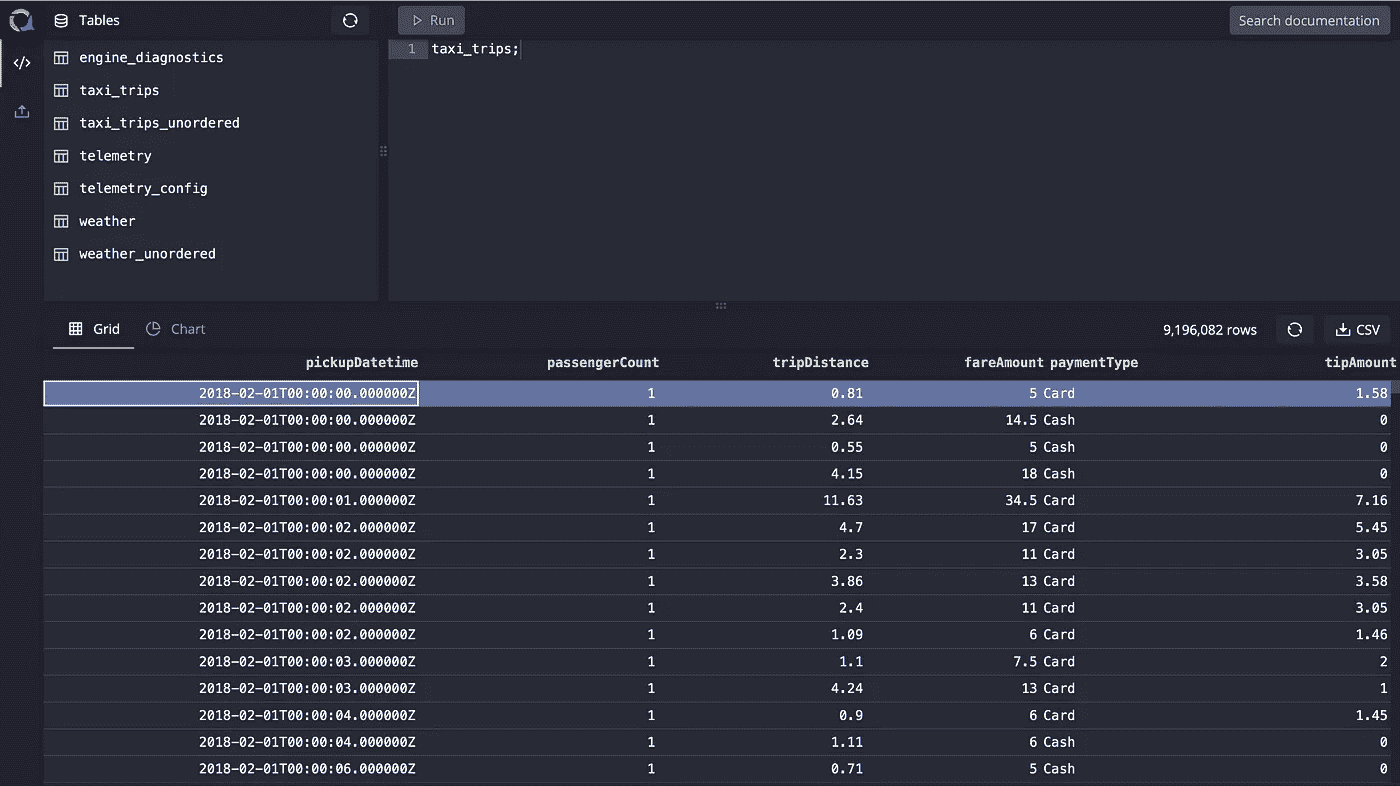 Tables
Run
Search documentation
engine_diagnostics
taxi_trips
taxi_trips_unordered
telemetry
telemetry_config
weather
weather_unordered
1 taxi_trips;
Grid Chart 9,196,082 rows CSV
pickupDatetime passengerCount tripDistance fareAmount paymentType tipAmount
2018-02-01T00:00:00.000000Z 1 0.81 5 Card 1.58
2018-02-01T00:00:00.000000Z 1 2.64 14.5 Cash 0
2018-02-01T00:00:00.000000Z 1 0.55 5 Cash 0
2018-02-01T00:00:00.000000Z 1 4.15 18 Cash 0
2018-02-01T00:00:01.000000Z 1 11.63 34.5 Card 7.16
2018-02-01T00:00:02.000000Z 1 4.7 17 Card 5.45
2018-02-01T00:00:02.000000Z 1 2.3 11 Card 3.05
2018-02-01T00:00:02.000000Z 1 3.86 13 Card 3.58
2018-02-01T00:00:02.000000Z 1 2.4 11 Card 3.05
2018-02-01T00:00:02.000000Z 1 1.09 6 Card 1.46
2018-02-01T00:00:03.000000Z 1 1.1 7.5 Card 2
2018-02-01T00:00:03.000000Z 1 4.24 13 Card 1
2018-02-01T00:00:04.000000Z 1 0.9 6 Card 1.45
2018-02-01T00:00:04.000000Z 1 1.11 6 Cash 0
2018-02-01T00:00:06.000000Z 1 0.71 5 Cash 0